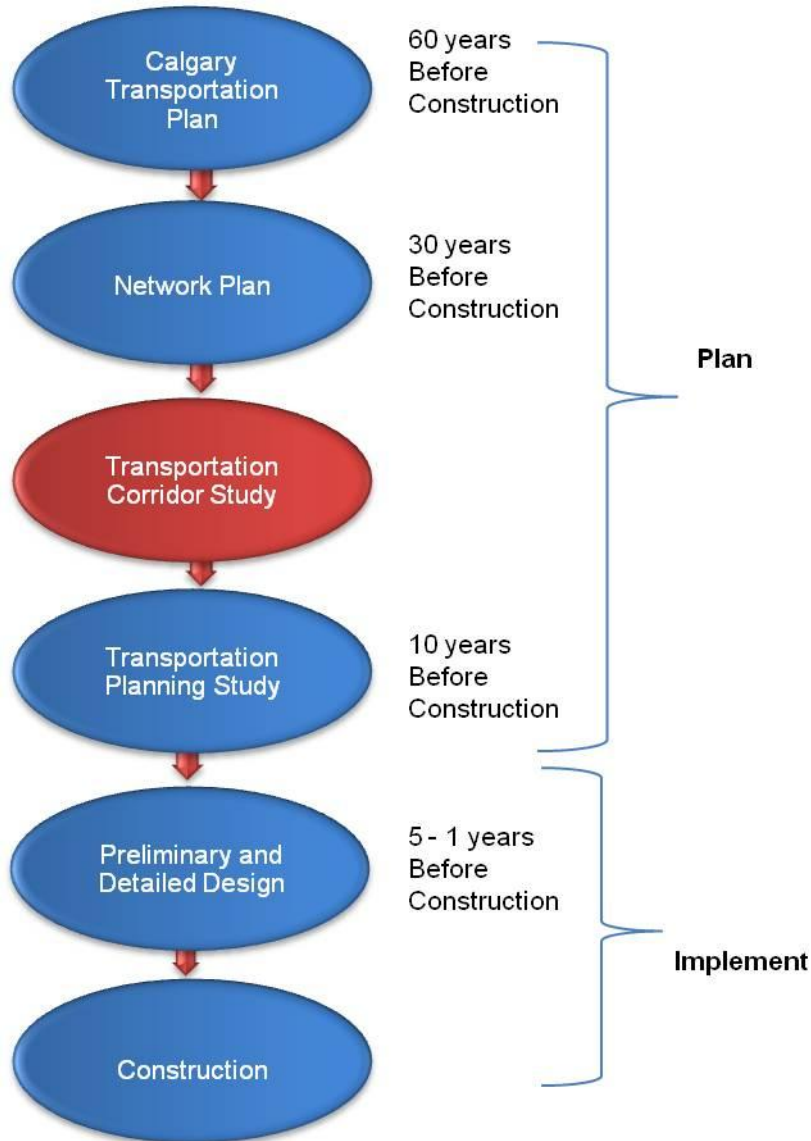 Calgary
Transportation
Plan
60 years
Before
Construction
Network Plan
30 years
Before
Construction
Plan
Transportation
Corridor Study
Transportation
Planning Study
10 years
Before
Construction
Preliminary and
Detailed Design
5 - 1 years
Before
Construction
Implement
Construction